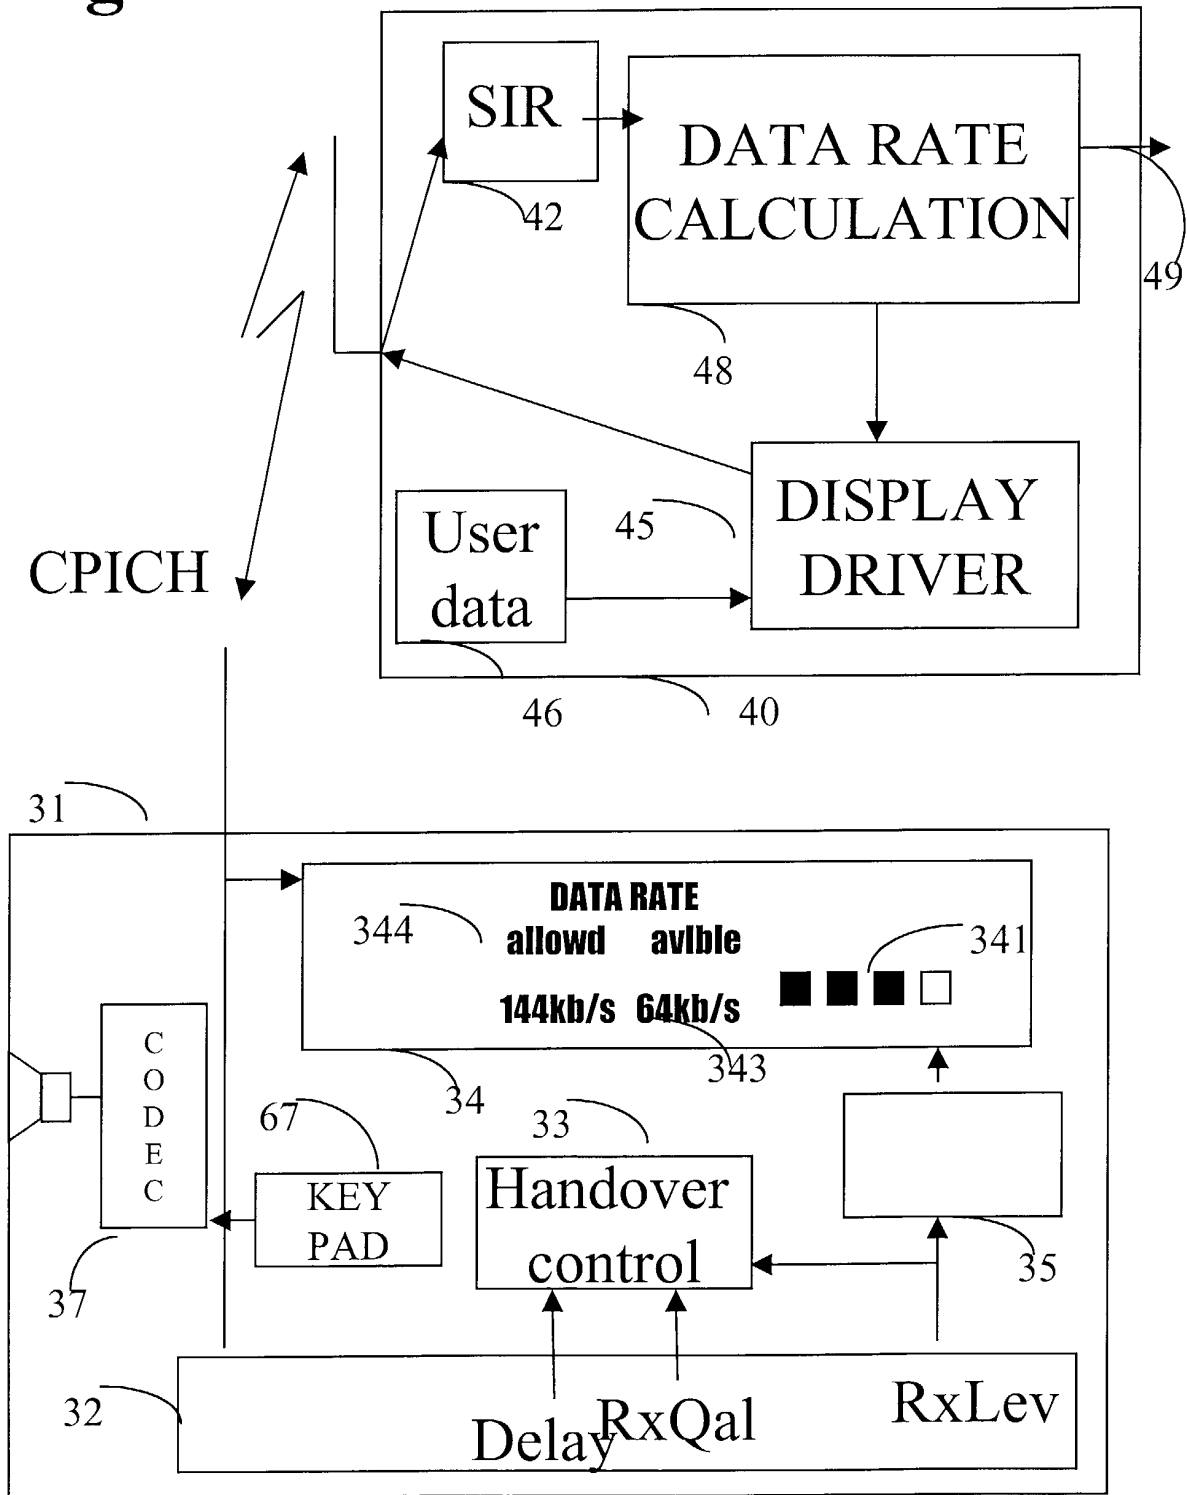 g
SIR
DATA RATE
CALCULATION
42
49
48
DISPLAY
DRIVER
45
User
data
CPICH
46
40
31
DATA RATE
allowd avlble
344
341
144kb/s 64kb/s
343
34
CODEC
67
33
KEY
PAD
Handover
control
35
37
32
Delay
RxQal
RxLev